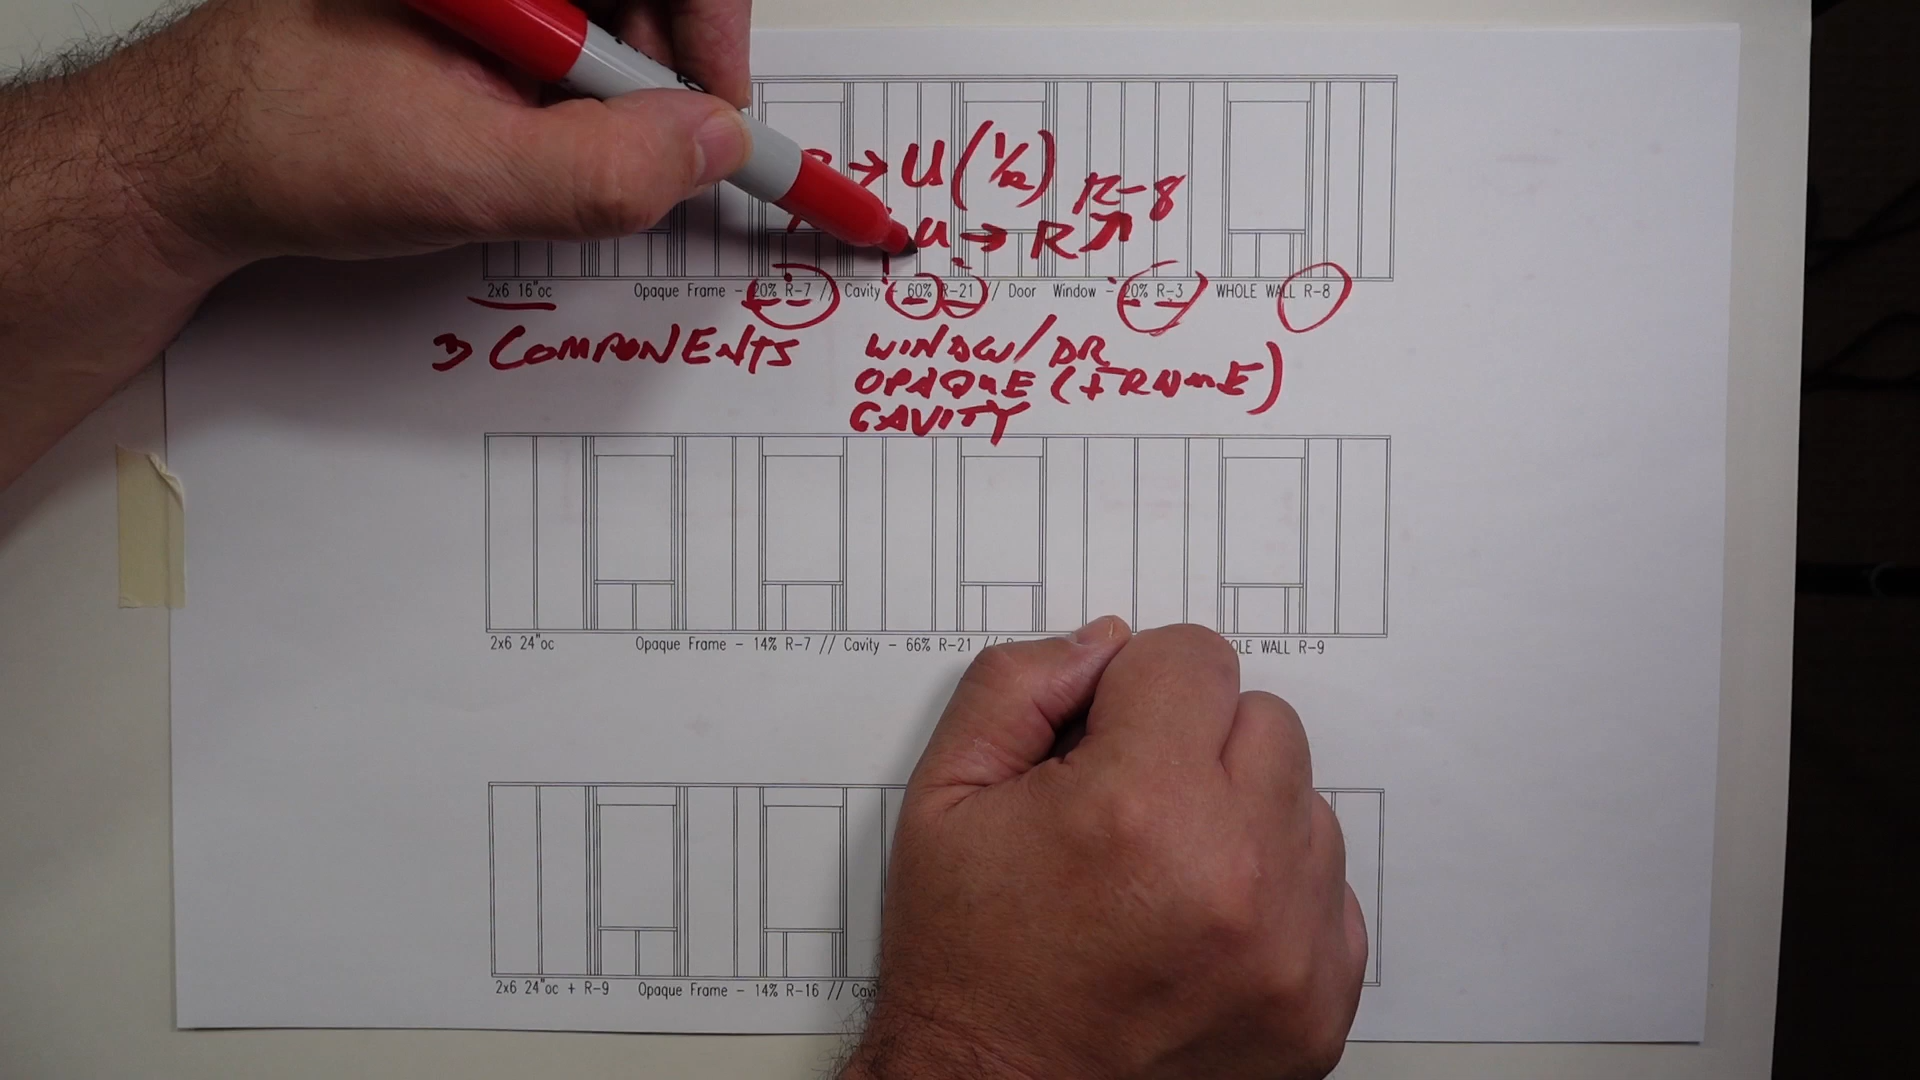 → U (1/R) R-8
U → R ↗
2x6 16"oc Opaque Frame - 20% R-7 // Cavity - 60% R-21 // Door Window - 20% R-3 WHOLE WALL R-8
3 COMPONENTS WINDOW/DR
OPAQUE (FRAME)
CAVITY
2x6 24"oc Opaque Frame - 14% R-7 // Cavity - 66% R-21 // WALL R-9
2x6 24"oc + R-9 Opaque Frame - 14% R-16 //